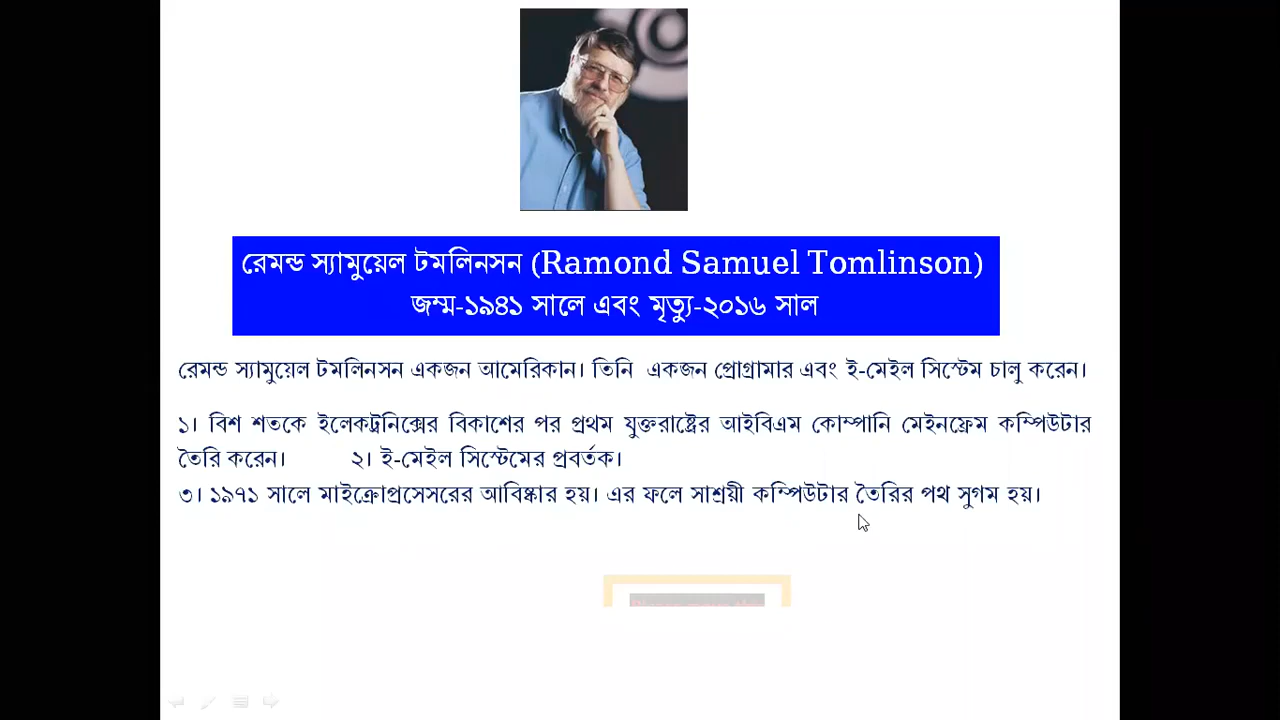 রেমন্ড স্যামুয়েল টমলিনসন (Ramond Samuel Tomlinson)
জম্ম-১৯৪১ সালে এবং মৃত্যু-২০১৬ সাল
রেমন্ড স্যামুয়েল টমলিনসন একজন আমেরিকান। তিনি একজন প্রোগ্রামার এবং ই-মেইল সিস্টেম চালু করেন।
১। বিশ শতকে ইলেকট্রনিক্সের বিকাশের পর প্রথম যুক্তরাষ্ট্রের আইবিএম কোম্পানি মেইনফ্রেম কম্পিউটার
তৈরি করেন। ২। ই-মেইল সিস্টেমের প্রবর্তক।
৩। ১৯৭১ সালে মাইক্রোপ্রসেসরের আবিষ্কার হয়। এর ফলে সাশ্রয়ী কম্পিউটার তৈরির পথ সুগম হয়।